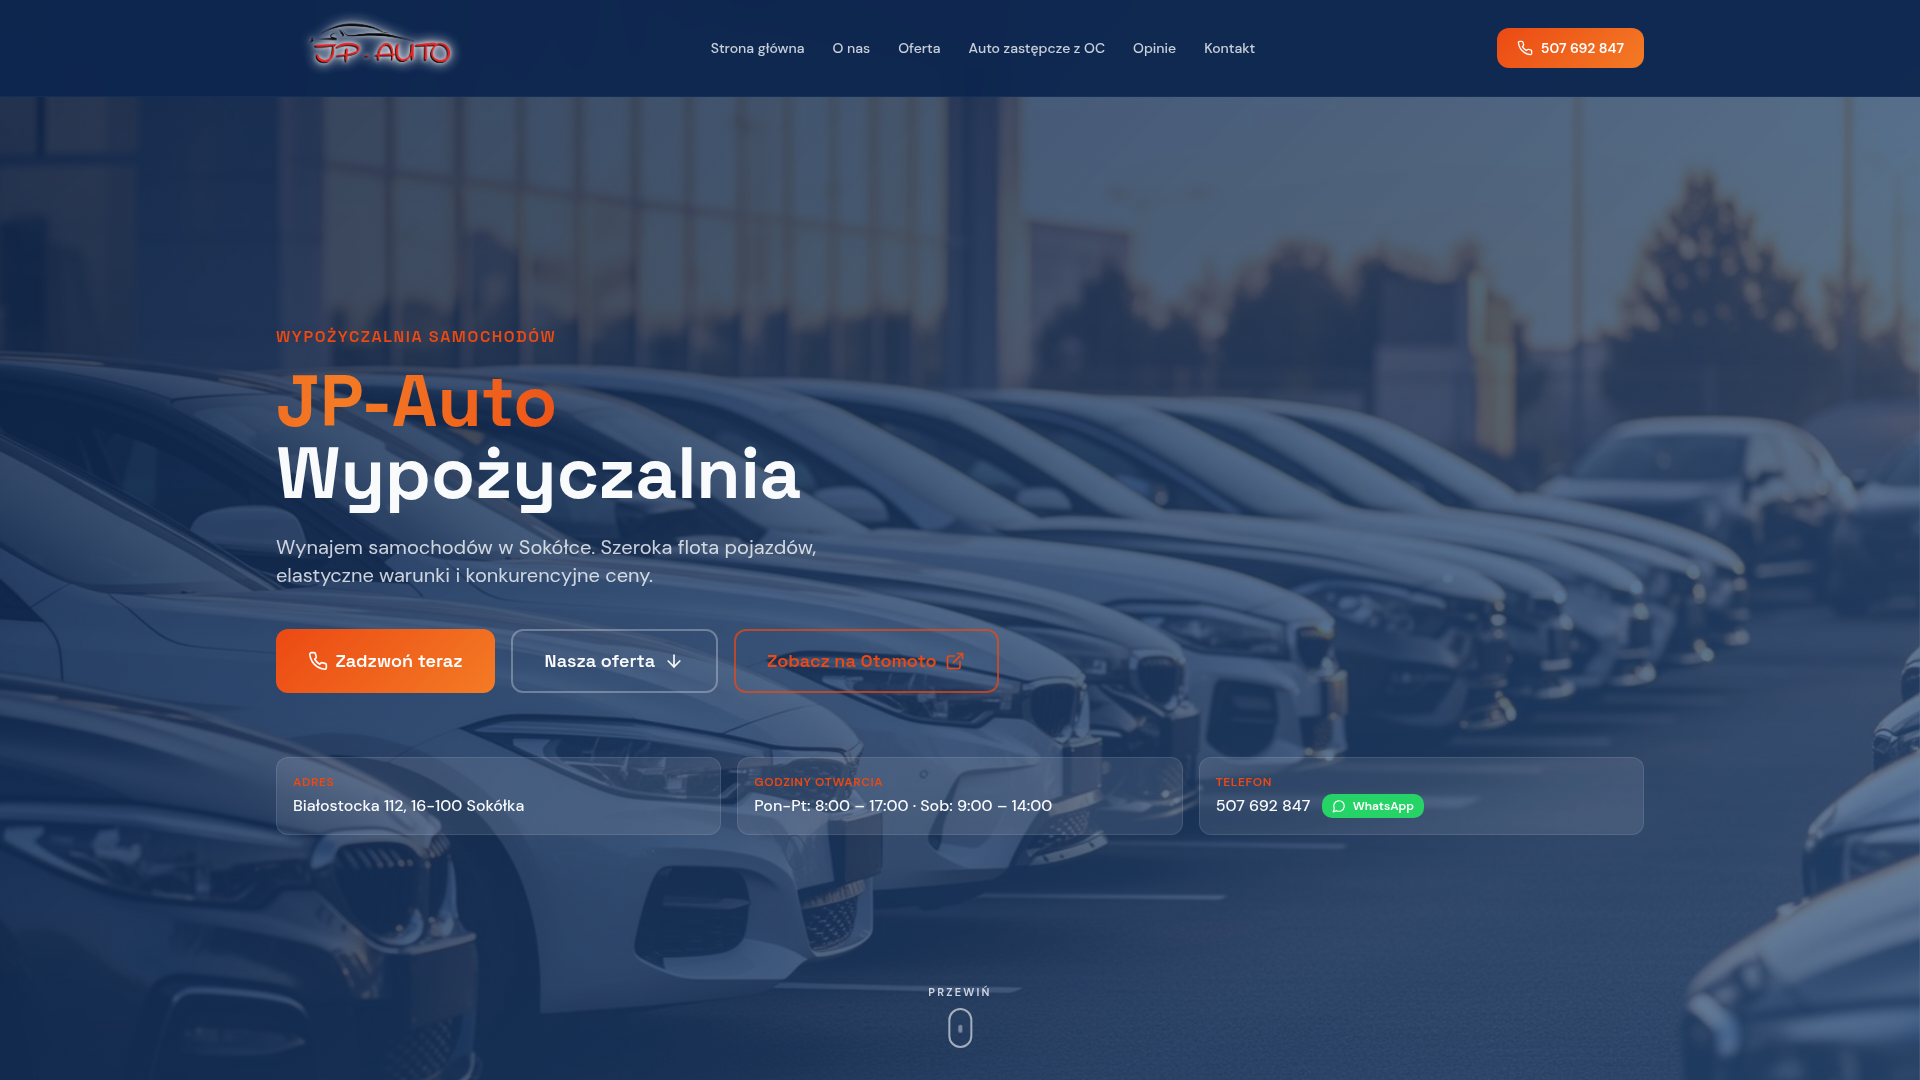 JP-AUTO
Strona główna
O nas
Oferta
Auto zastępcze z OC
Opinie
Kontakt
507 692 847
WYPOŻYCZALNIA SAMOCHODÓW
JP-Auto
Wypożyczalnia
Wynajem samochodów w Sokółce. Szeroka flota pojazdów,
elastyczne warunki i konkurencyjne ceny.
Zadzwoń teraz
Nasza oferta
Zobacz na Otomoto
ADRES
Białostocka 112, 16-100 Sokółka
GODZINY OTWARCIA
Pon-Pt: 8:00 – 17:00 · Sob: 9:00 – 14:00
TELEFON
507 692 847
WhatsApp
PRZEWIŃ